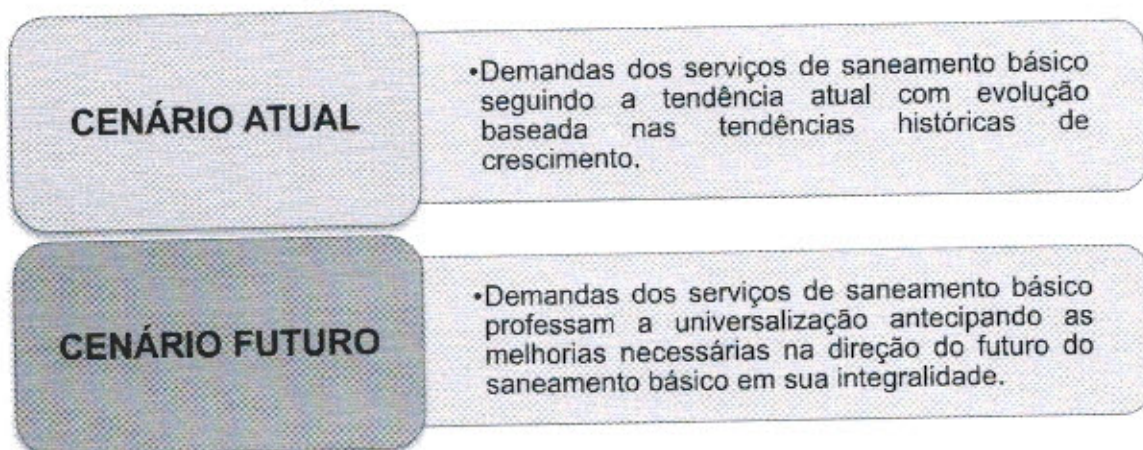 CENÁRIO ATUAL
•Demandas dos serviços de saneamento básico
seguindo a tendência atual com evolução
baseada nas tendências históricas de
crescimento.
CENÁRIO FUTURO
•Demandas dos serviços de saneamento básico
professam a universalização antecipando as
melhorias necessárias na direção do futuro do
saneamento básico em sua integralidade.